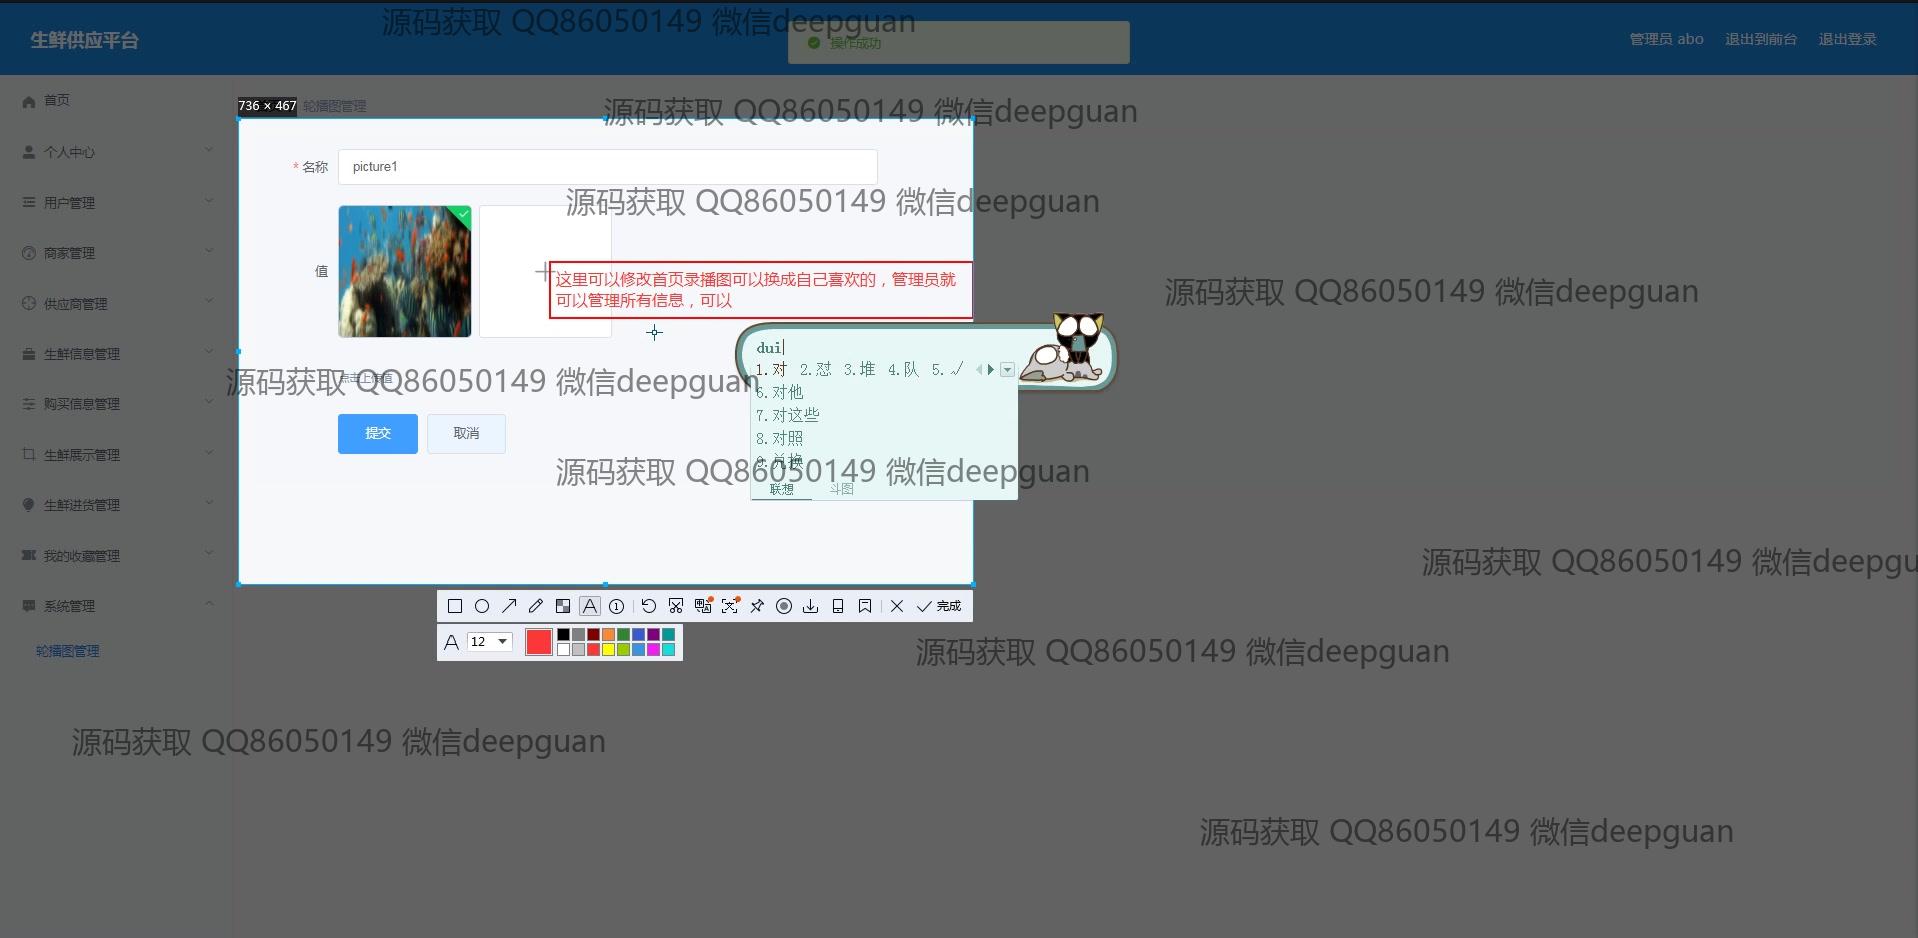 源码获取 QQ86050149 微信deepguan
生鲜供应平台
操作成功
管理员 abo
退出到前台
退出登录
首页
736 × 467
轮播图管理
源码获取 QQ86050149 微信deepguan
个人中心
* 名称
picture1
用户管理
源码获取 QQ86050149 微信deepguan
商家管理
值
这里可以修改首页录播图可以换成自己喜欢的，管理员就
可以管理所有信息，可以
源码获取 QQ86050149 微信deepguan
供应商管理
生鲜信息管理
dui
1.对 2.怼 3.堆 4.队 5.✓
6.对他
7.对这些
8.对照
9.兑换
联想
斗图
点击上传值
源码获取 QQ86050149 微信deepguan
购买信息管理
提交
取消
生鲜展示管理
源码获取 QQ86050149 微信deepguan
生鲜进货管理
我的收藏管理
源码获取 QQ86050149 微信deepgu
系统管理
完成
12
轮播图管理
源码获取 QQ86050149 微信deepguan
源码获取 QQ86050149 微信deepguan
源码获取 QQ86050149 微信deepguan